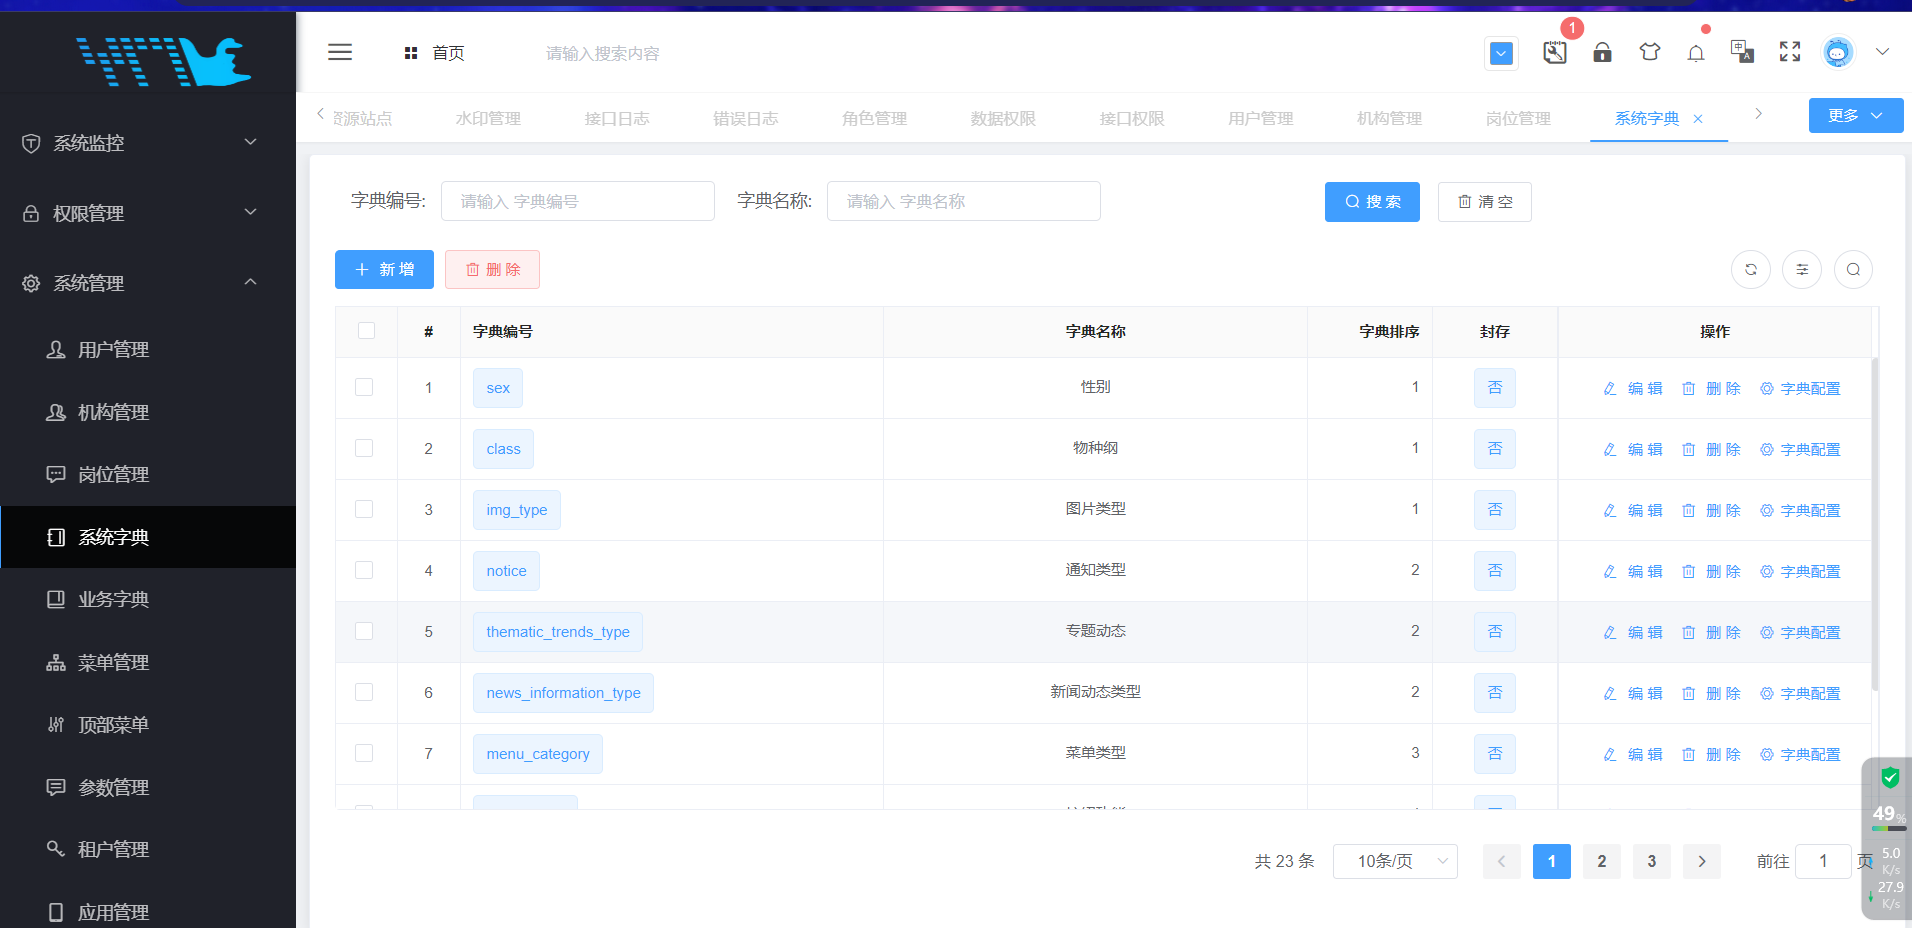 首页
请输入搜索内容
1
资源站点 水印管理 接口日志 错误日志 角色管理 数据权限 接口权限 用户管理 机构管理 岗位管理 系统字典 更多
系统监控
权限管理
系统管理
用户管理
机构管理
岗位管理
系统字典
业务字典
菜单管理
顶部菜单
参数管理
租户管理
应用管理
字典编号: 请输入 字典编号 字典名称: 请输入 字典名称 搜索 清空
新增 删除
# 字典编号 字典名称 字典排序 封存 操作
1 sex 性别 1 否 编辑 删除 字典配置
2 class 物种纲 1 否 编辑 删除 字典配置
3 img_type 图片类型 1 否 编辑 删除 字典配置
4 notice 通知类型 2 否 编辑 删除 字典配置
5 thematic_trends_type 专题动态 2 否 编辑 删除 字典配置
6 news_information_type 新闻动态类型 2 否 编辑 删除 字典配置
7 menu_category 菜单类型 3 否 编辑 删除 字典配置
共 23 条 10条/页 1 2 3 前往 1 页
49%
5.0
K/s
27.9
K/s